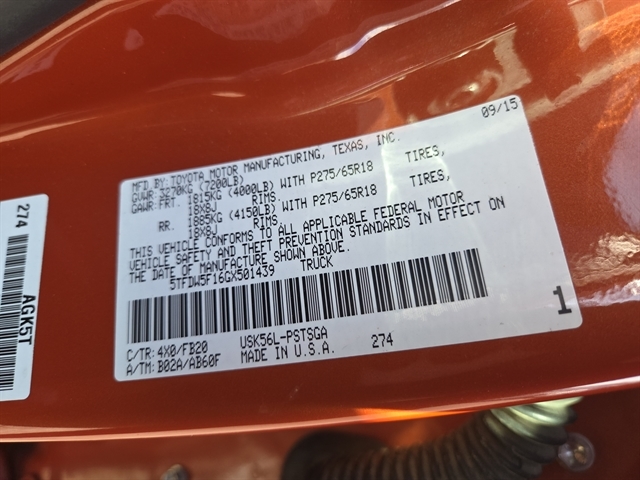 09/15
MFD.BY:TOYOTA MOTOR MANUFACTURING, TEXAS, INC.
GVWR 3270KG (7200LB)
GAWR FRT. 1815KG (4000LB) WITH P275/65R18 TIRES,
18X8J RIMS.
RR. 1885KG (4150LB) WITH P275/65R18 TIRES,
18X8J RIMS
THIS VEHICLE CONFORMS TO ALL APPLICABLE FEDERAL MOTOR
VEHICLE SAFETY AND THEFT PREVENTION STANDARDS IN EFFECT ON
THE DATE OF MANUFACTURE SHOWN ABOVE.
5TFDW5F16GX501439 TRUCK
C/TR:4X0/FB20 USK56L-PSTSGA
A/TM:B02A/AB60F MADE IN U.S.A. 274
1
274
AGK5T